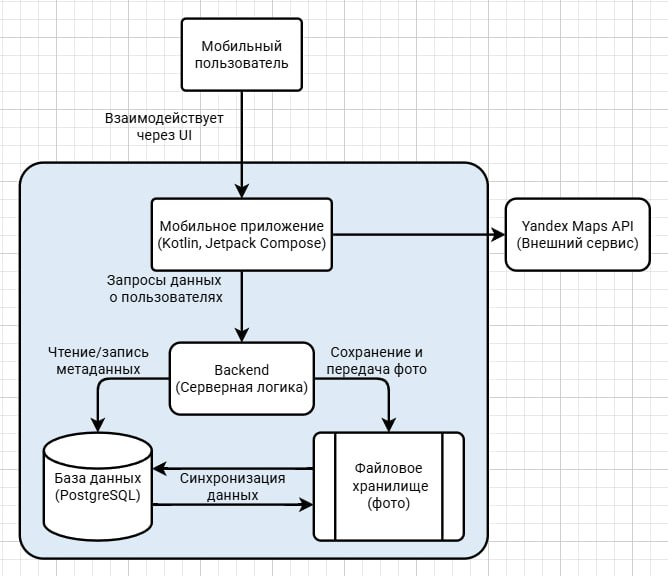 Мобильный
пользователь
Взаимодействует
через UI
Мобильное приложение
(Kotlin, Jetpack Compose)
Yandex Maps API
(Внешний сервис)
Запросы данных
о пользователях
Чтение/запись
метаданных
Backend
(Серверная логика)
Сохранение и
передача фото
База данных
(PostgreSQL)
Синхронизация
данных
Файловое
хранилище
(фото)